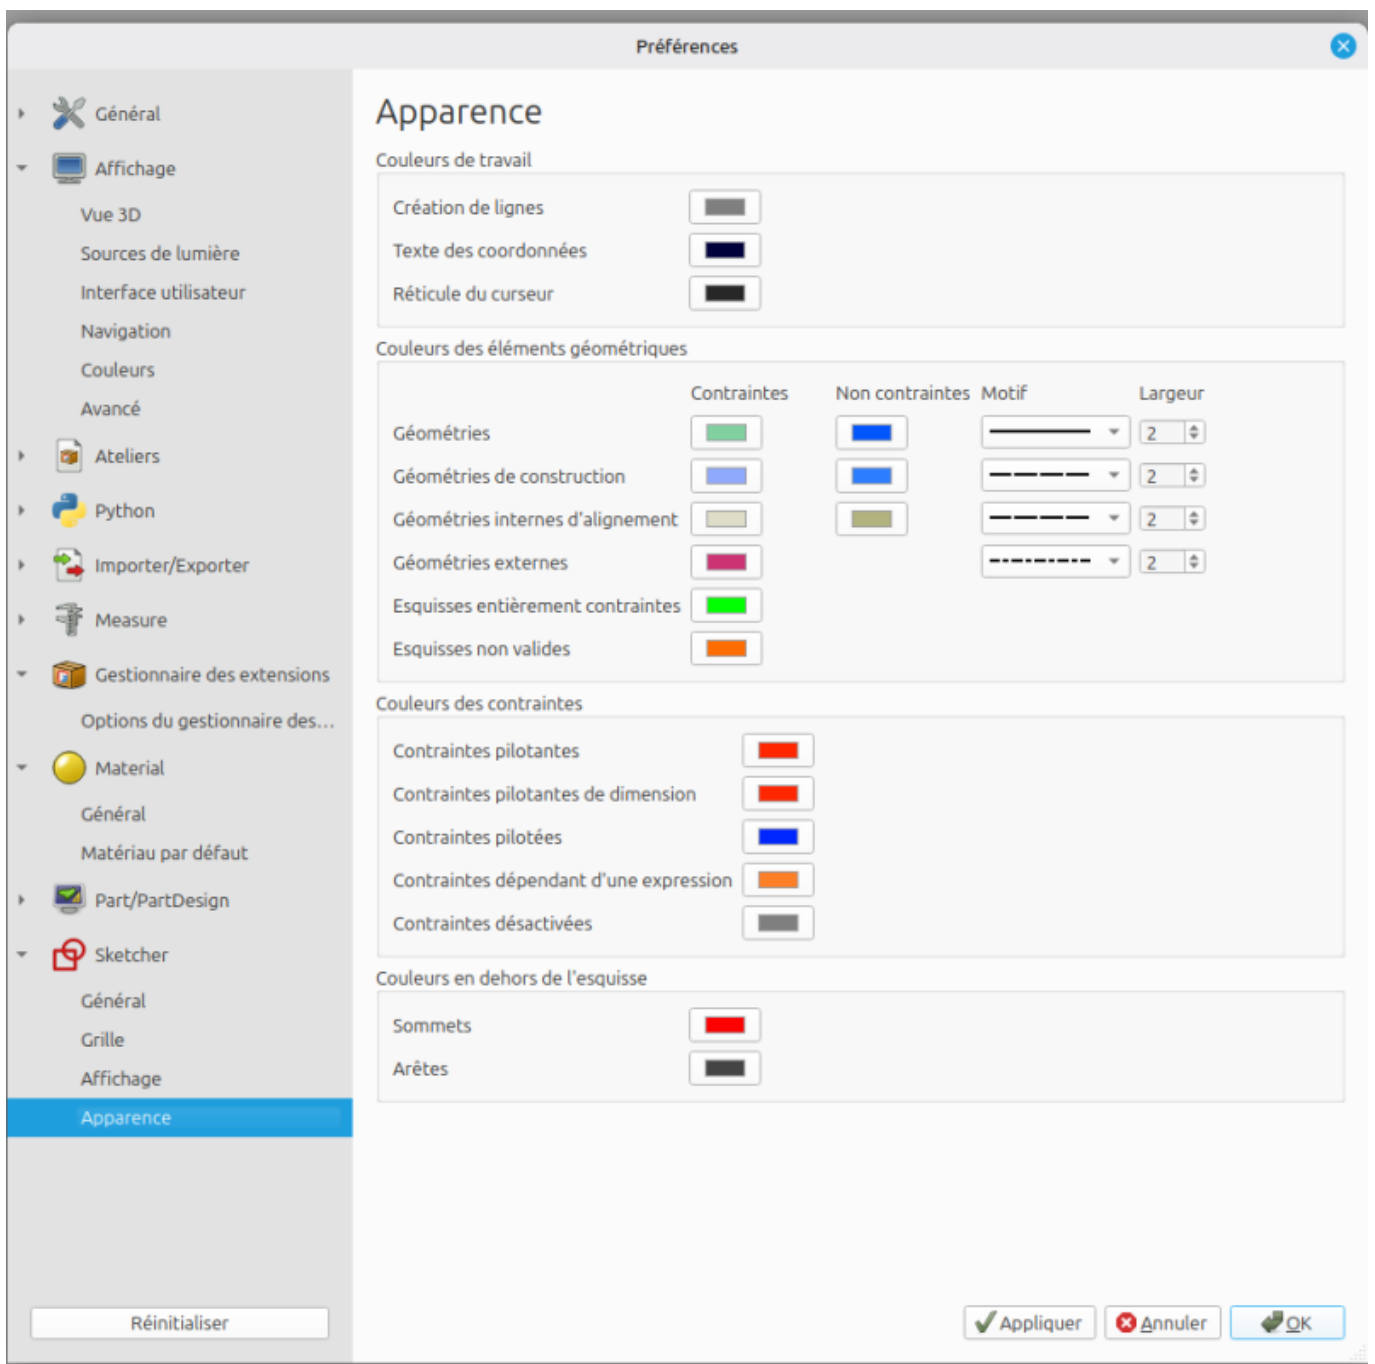 Préférences
Général
Affichage
Vue 3D
Sources de lumière
Interface utilisateur
Navigation
Couleurs
Avancé
Ateliers
Python
Importer/Exporter
Measure
Gestionnaire des extensions
Options du gestionnaire des...
Material
Général
Matériau par défaut
Part/PartDesign
Sketcher
Général
Grille
Affichage
Apparence
Réinitialiser
Apparence
Couleurs de travail
Création de lignes
Texte des coordonnées
Réticule du curseur
Couleurs des éléments géométriques
Contraintes Non contraintes Motif Largeur
Géométries 2
Géométries de construction 2
Géométries internes d'alignement 2
Géométries externes 2
Esquisses entièrement contraintes
Esquisses non valides
Couleurs des contraintes
Contraintes pilotantes
Contraintes pilotantes de dimension
Contraintes pilotées
Contraintes dépendant d'une expression
Contraintes désactivées
Couleurs en dehors de l'esquisse
Sommets
Arêtes
Appliquer Annuler OK